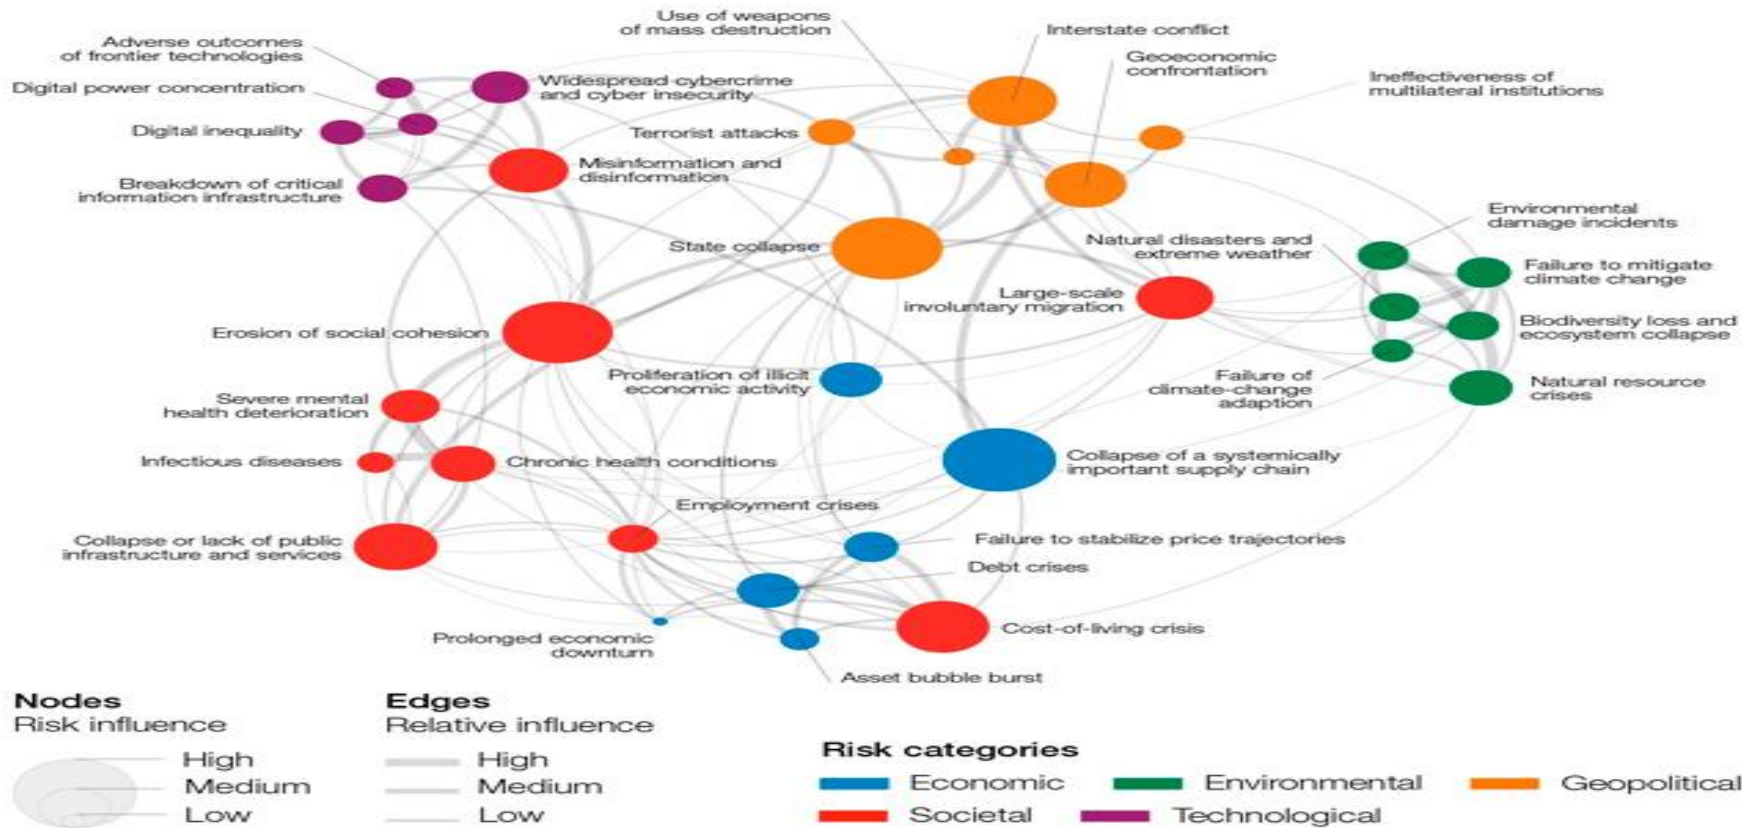 Use of weapons
of mass destruction
Interstate conflict
Adverse outcomes
of frontier technologies
Geoeconomic
confrontation
Ineffectiveness of
multilateral institutions
Digital power concentration
Widespread cybercrime
and cyber insecurity
Digital inequality
Terrorist attacks
Misinformation and
disinformation
Breakdown of critical
information infrastructure
Environmental
damage incidents
State collapse
Natural disasters and
extreme weather
Failure to mitigate
climate change
Large-scale
involuntary migration
Erosion of social cohesion
Biodiversity loss and
ecosystem collapse
Proliferation of illicit
economic activity
Failure of
climate-change
adaption
Natural resource
crises
Severe mental
health deterioration
Infectious diseases
Chronic health conditions
Collapse of a systemically
important supply chain
Employment crises
Collapse or lack of public
infrastructure and services
Failure to stabilize price trajectories
Debt crises
Prolonged economic
downturn
Cost-of-living crisis
Asset bubble burst
Nodes
Risk influence
High
Medium
Low
Edges
Relative influence
High
Medium
Low
Risk categories
Economic
Environmental
Geopolitical
Societal
Technological